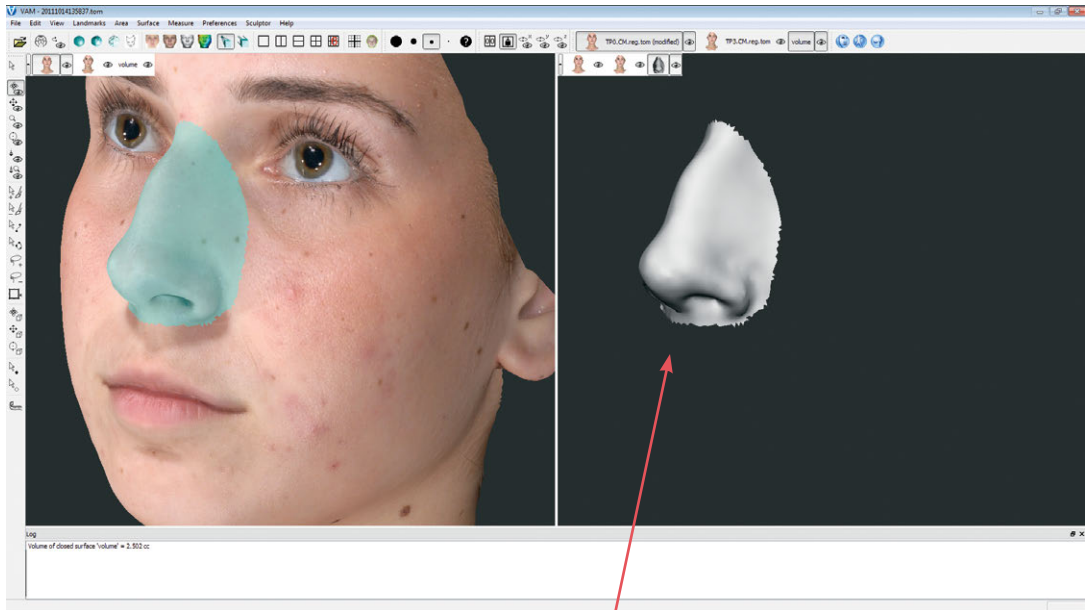 VAM - 20111014135837.tom
File Edit View Landmarks Area Surface Measure Preferences Sculptor Help
TP0.CM.reg.tom (modified) TP3.CM.reg.tom volume
volume
Log
Volume of closed surface 'volume' = 2.502 cc